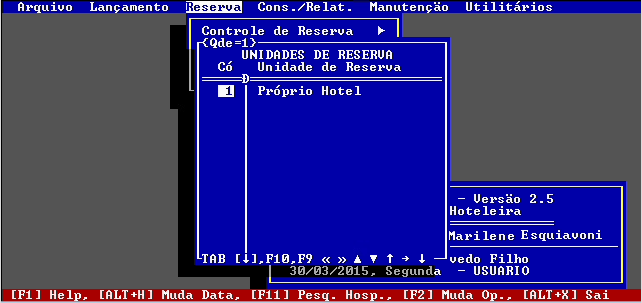 Arquivo Lançamento Reserva Cons./Relat. Manutenção Utilitários
Controle de Reserva ►
(Qde=1)
UNIDADES DE RESERVA
Có Unidade de Reserva
D
1 Próprio Hotel
- Versão 2.5
Hoteleira
Marilene Esquiavoni
vedo Filho
TAB [↓],F10,F9 « » ▲ ▼ ↑ → ↓
30/03/2015, Segunda - USUARIO
[F1] Help, [ALT+H] Muda Data, [F11] Pesq. Hosp., [F2] Muda Op., [ALT+X] Sai